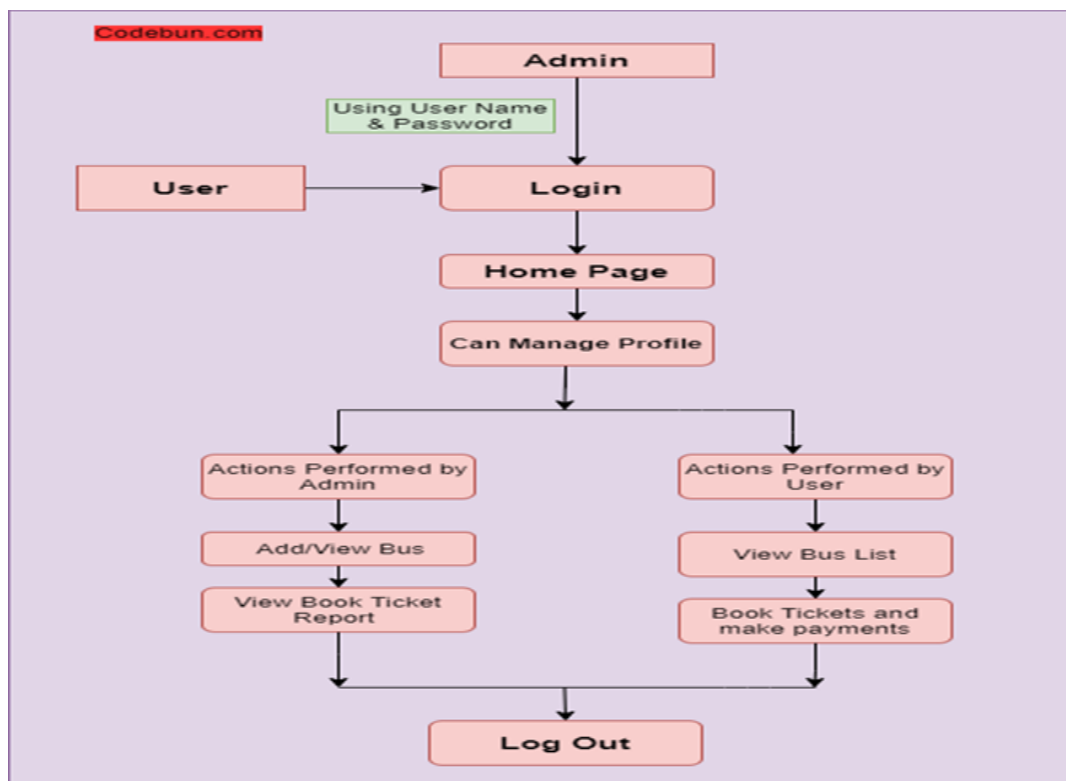 Codebun.com
Admin
Using User Name
& Password
User
Login
Home Page
Can Manage Profile
Actions Performed by
Admin
Actions Performed by
User
Add/View Bus
View Bus List
View Book Ticket
Report
Book Tickets and
make payments
Log Out